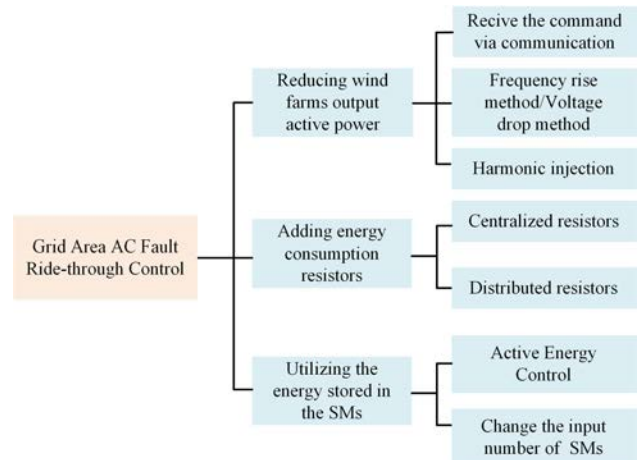 Grid Area AC Fault
Ride-through Control
Reducing wind
farms output
active power
Recive the command
via communication
Frequency rise
method/Voltage
drop method
Harmonic injection
Adding energy
consumption
resistors
Centralized resistors
Distributed resistors
Utilizing the
energy stored in
the SMs
Active Energy
Control
Change the input
number of SMs